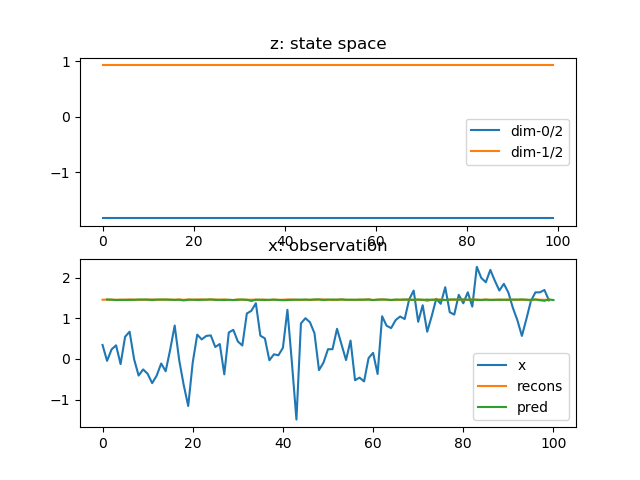 z: state space
1
0
−1
dim-0/2
dim-1/2
0 20 40 60 80 100
x: observation
2
1
0
−1
x
recons
pred
0 20 40 60 80 100